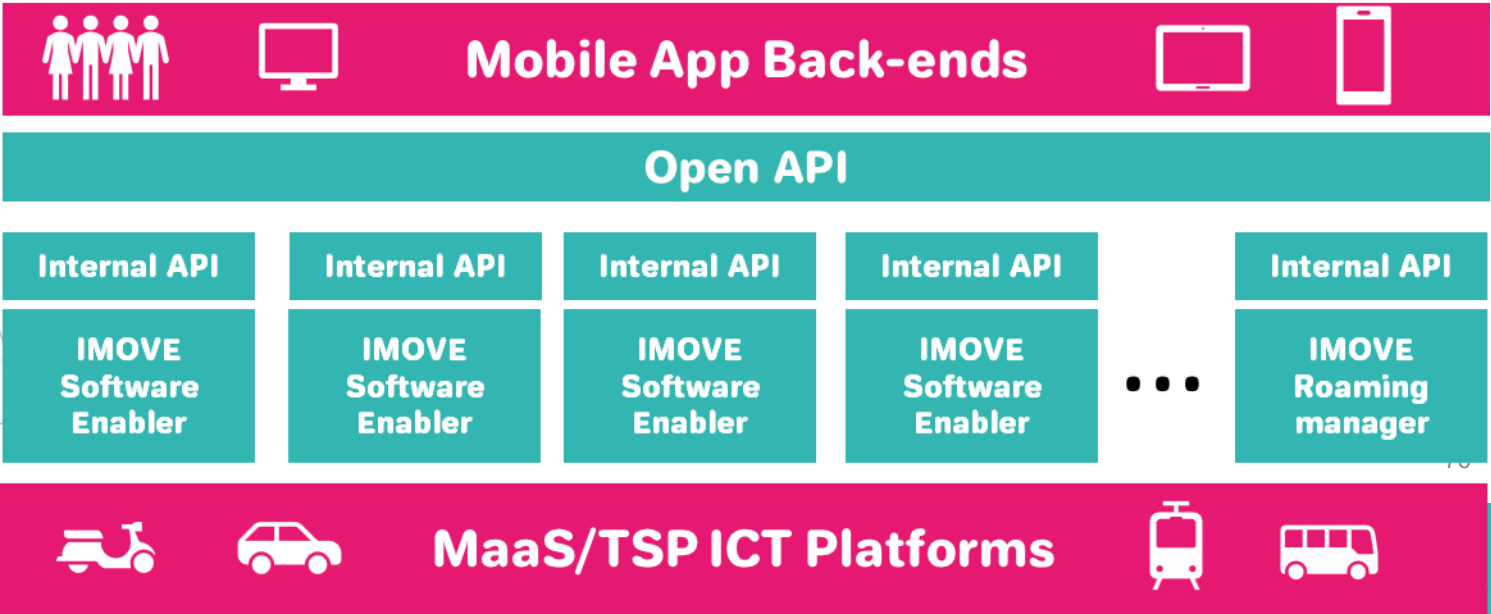 Mobile App Back-ends
Open API
Internal API
Internal API
Internal API
Internal API
Internal API
IMOVE
Software
Enabler
IMOVE
Software
Enabler
IMOVE
Software
Enabler
IMOVE
Software
Enabler
...
IMOVE
Roaming
manager
MaaS/TSP ICT Platforms